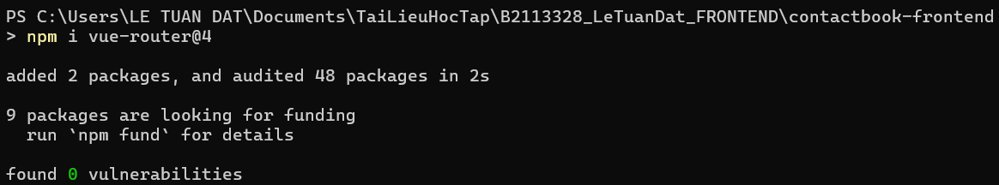 PS C:\Users\LE TUAN DAT\Documents\TaiLieuHocTap\B2113328_LeTuanDat_FRONTEND\contactbook-frontend
> npm i vue-router@4
added 2 packages, and audited 48 packages in 2s
9 packages are looking for funding
  run `npm fund` for details
found 0 vulnerabilities